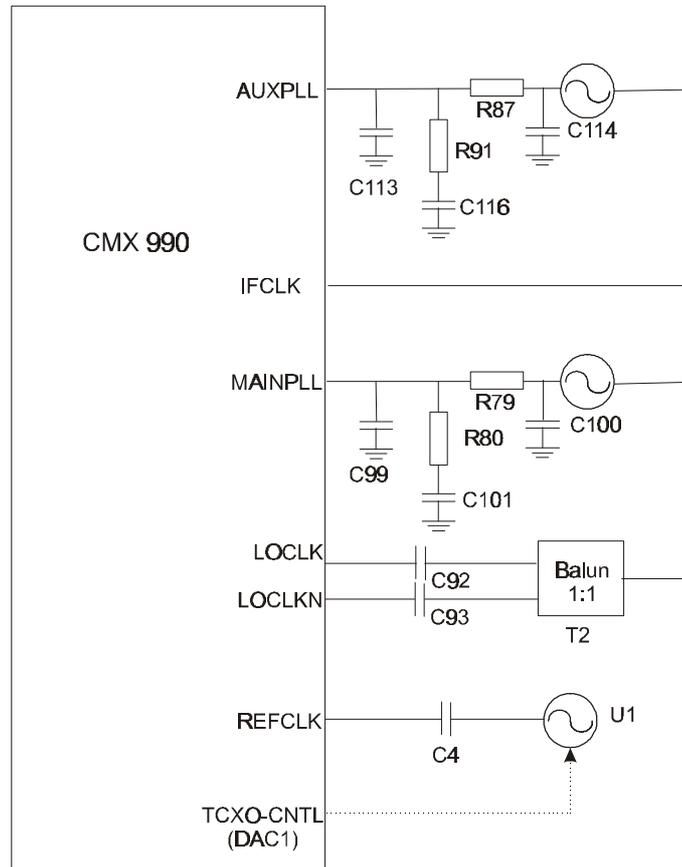 AUXPLL
R87
C114
R91
C113
C116
CMX 990
IFCLK
MAINPLL
R79
C100
R80
C99
C101
LOCLK
C92
Balun
1:1
LOCLKN
C93
T2
REFCLK
U1
C4
TCXO-CNTL
(DAC1)